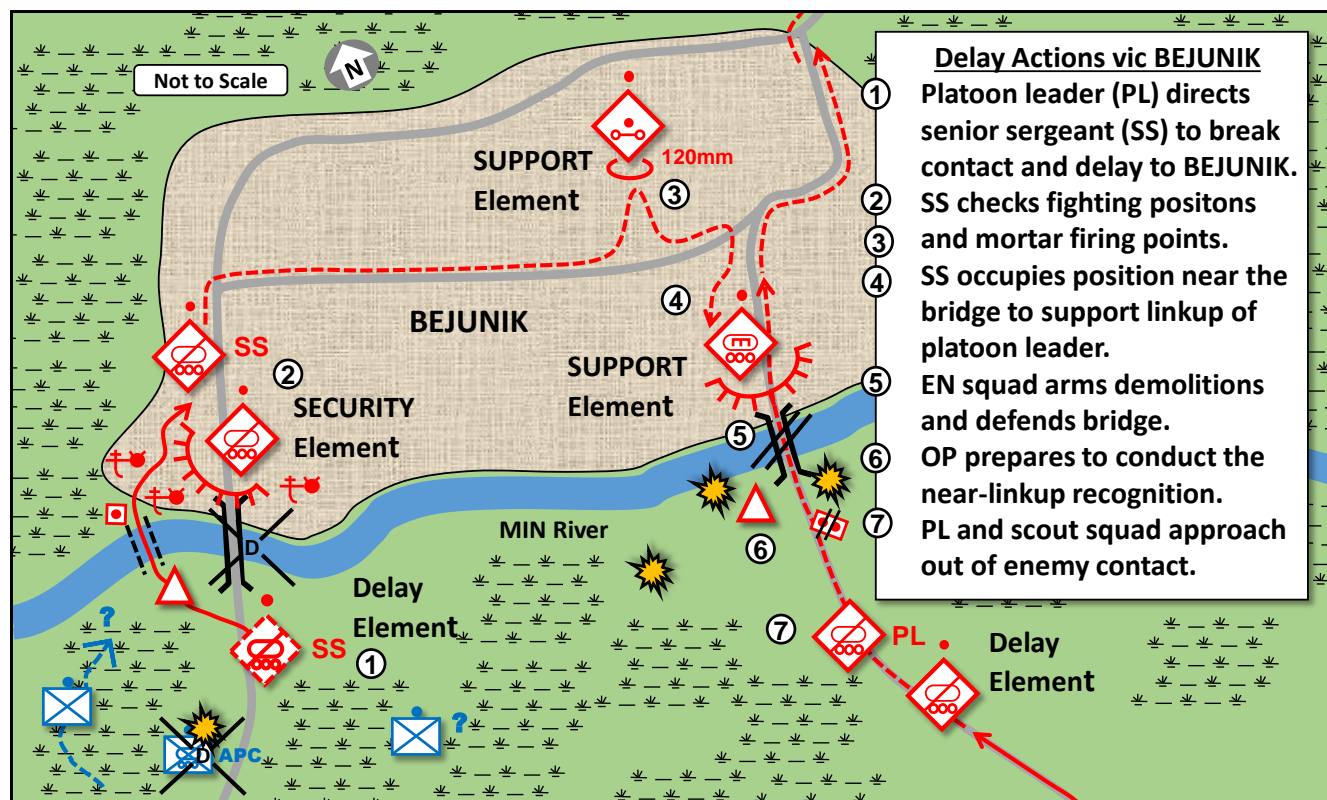 N
Not to Scale
SUPPORT
Element
120mm
3
4
BEJUNIK
SS
2
SECURITY
Element
SUPPORT
Element
E
5
D
MIN River
6
Delay
Element
SS
1
7
PL
Delay
Element
?
?
D
APC
Delay Actions vic BEJUNIK
1 Platoon leader (PL) directs
senior sergeant (SS) to break
contact and delay to BEJUNIK.
2 SS checks fighting positons
3 and mortar firing points.
4 SS occupies position near the
bridge to support linkup of
platoon leader.
5 EN squad arms demolitions
and defends bridge.
6 OP prepares to conduct the
near-linkup recognition.
7 PL and scout squad approach
out of enemy contact.